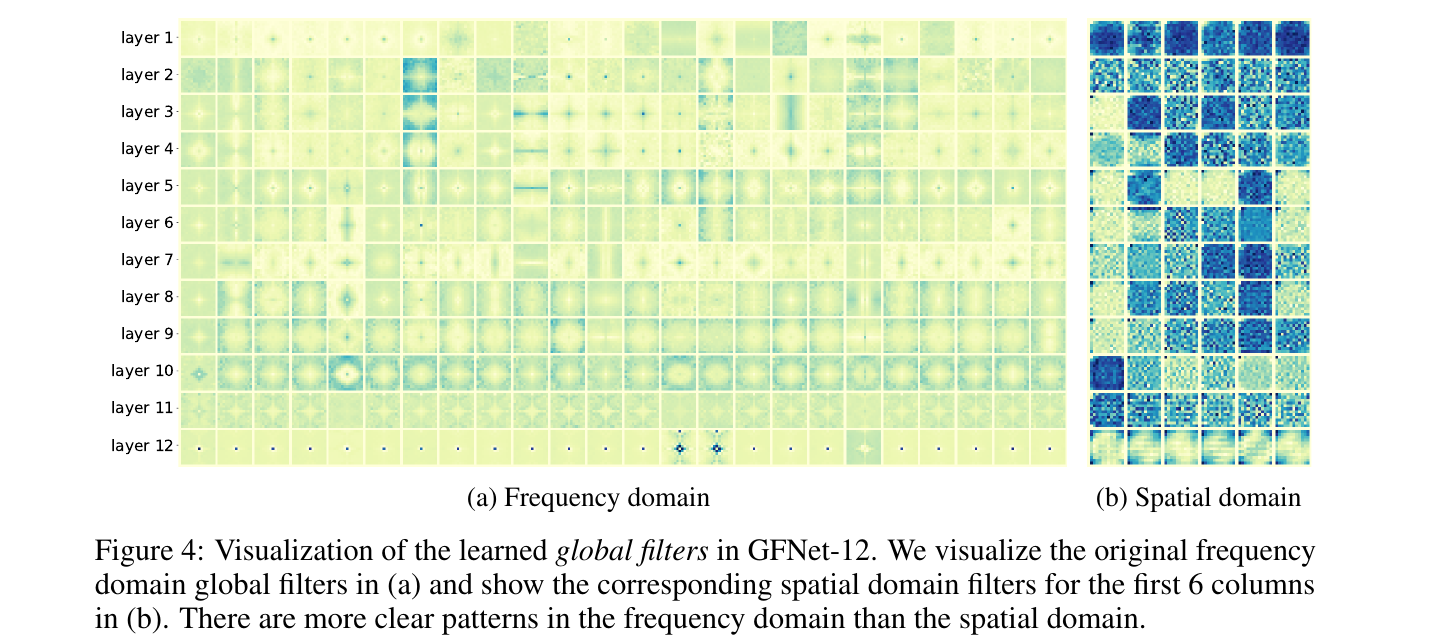 layer 1
layer 2
layer 3
layer 4
layer 5
layer 6
layer 7
layer 8
layer 9
layer 10
layer 11
layer 12
(a) Frequency domain
(b) Spatial domain
Figure 4: Visualization of the learned global filters in GFNet-12. We visualize the original frequency
domain global filters in (a) and show the corresponding spatial domain filters for the first 6 columns
in (b). There are more clear patterns in the frequency domain than the spatial domain.